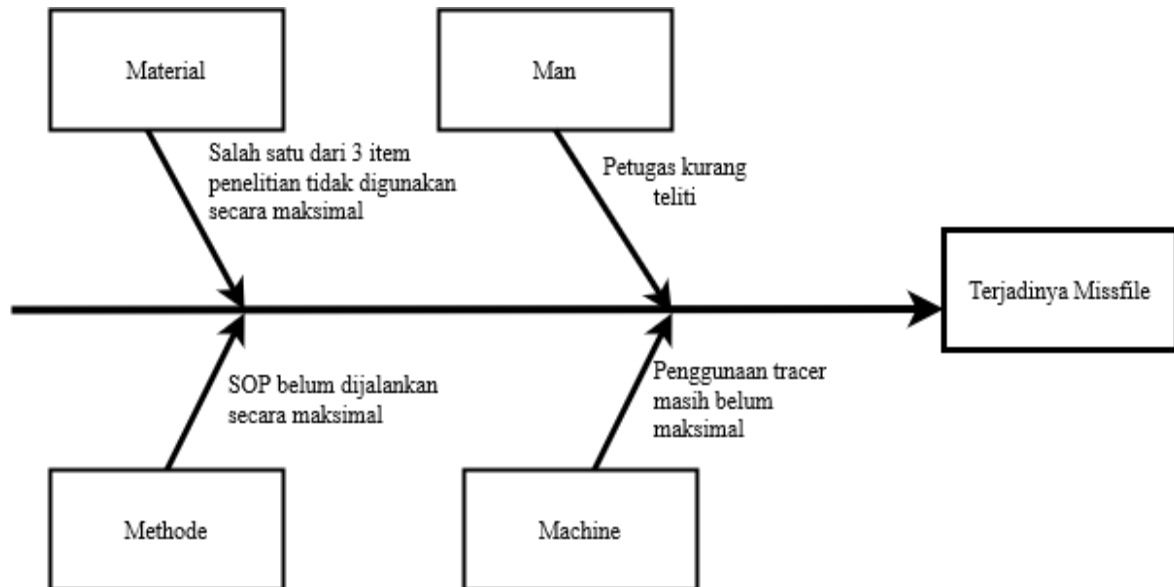 Material
Man
Salah satu dari 3 item
penelitian tidak digunakan
secara maksimal
Petugas kurang
teliti
Terjadinya Missfile
SOP belum dijalankan
secara maksimal
Penggunaan tracer
masih belum
maksimal
Methode
Machine